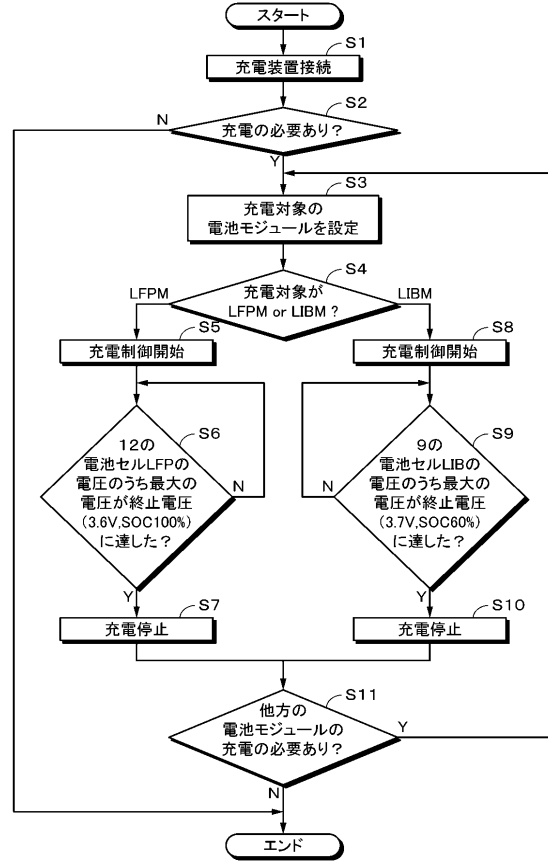 スタート
S1
充電装置接続
S2
N
充電の必要あり？
Y
S3
充電対象の
電池モジュールを設定
S4
LFPM
充電対象が
LFPM or LIBM ?
LIBM
S5
充電制御開始
S8
充電制御開始
S6
12の
電池セルLFPの
電圧のうち最大の
電圧が終止電圧
(3.6V,SOC100%)
に達した？
N
Y
S9
9の
電池セルLIBの
電圧のうち最大の
電圧が終止電圧
(3.7V,SOC60%)
に達した？
N
Y
S7
充電停止
S10
充電停止
S11
他方の
電池モジュールの
充電の必要あり？
Y
N
エンド